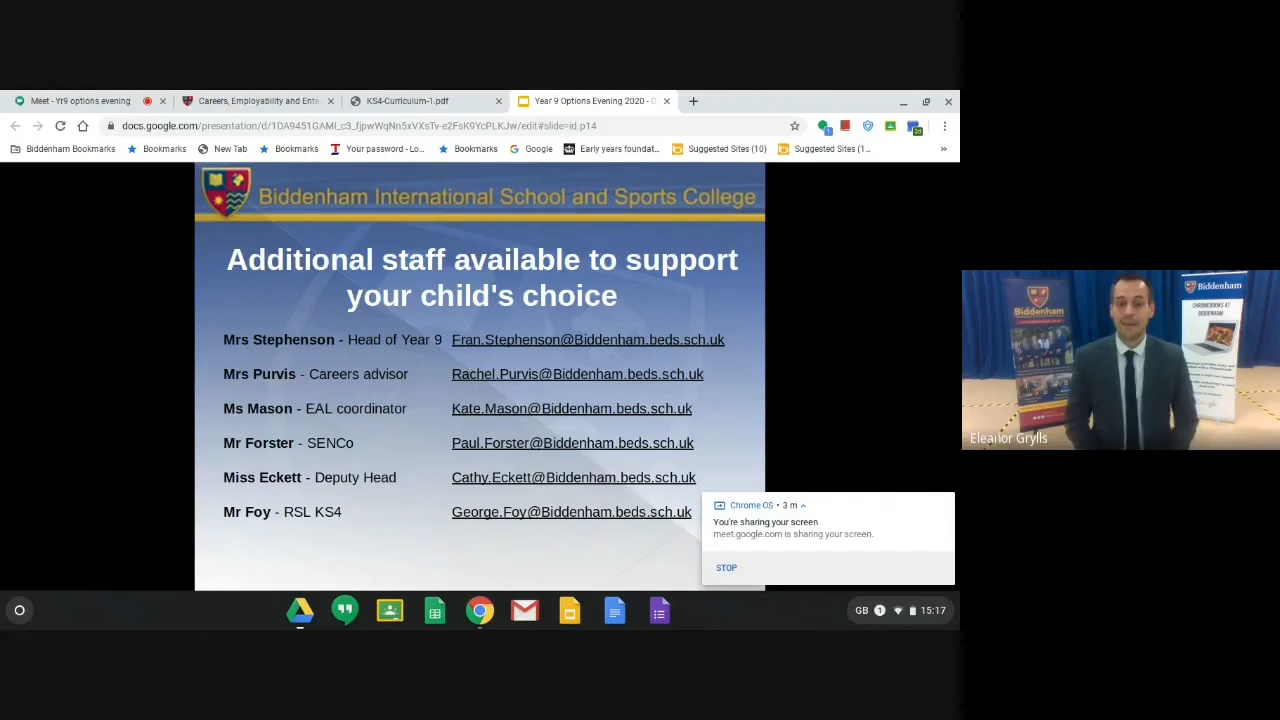 Meet - Yr9 options evening
Careers, Employability and Ente
KS4-Curriculum-1.pdf
Year 9 Options Evening 2020 - G
docs.google.com/presentation/d/1DA9451GAMI_c3_fjpwWqNn5xVXsTv-e2FsK9YcPLKJw/edit#slide=id.p14
Biddenham Bookmarks
Bookmarks
New Tab
Bookmarks
Your password - Lo...
Bookmarks
Google
Early years foundat...
Suggested Sites (10)
Suggested Sites (1...
»
Biddenham International School and Sports College
Additional staff available to support
your child's choice
Mrs Stephenson - Head of Year 9 Fran.Stephenson@Biddenham.beds.sch.uk
Mrs Purvis - Careers advisor Rachel.Purvis@Biddenham.beds.sch.uk
Ms Mason - EAL coordinator Kate.Mason@Biddenham.beds.sch.uk
Mr Forster - SENCo Paul.Forster@Biddenham.beds.sch.uk
Miss Eckett - Deputy Head Cathy.Eckett@Biddenham.beds.sch.uk
Mr Foy - RSL KS4 George.Foy@Biddenham.beds.sch.uk
Chrome OS • 3 m
You're sharing your screen
meet.google.com is sharing your screen.
STOP
GB 1 15:17
Biddenham
Biddenham
CHROMEBOOKS AT
BIDDENHAM
Eleanor Grylls